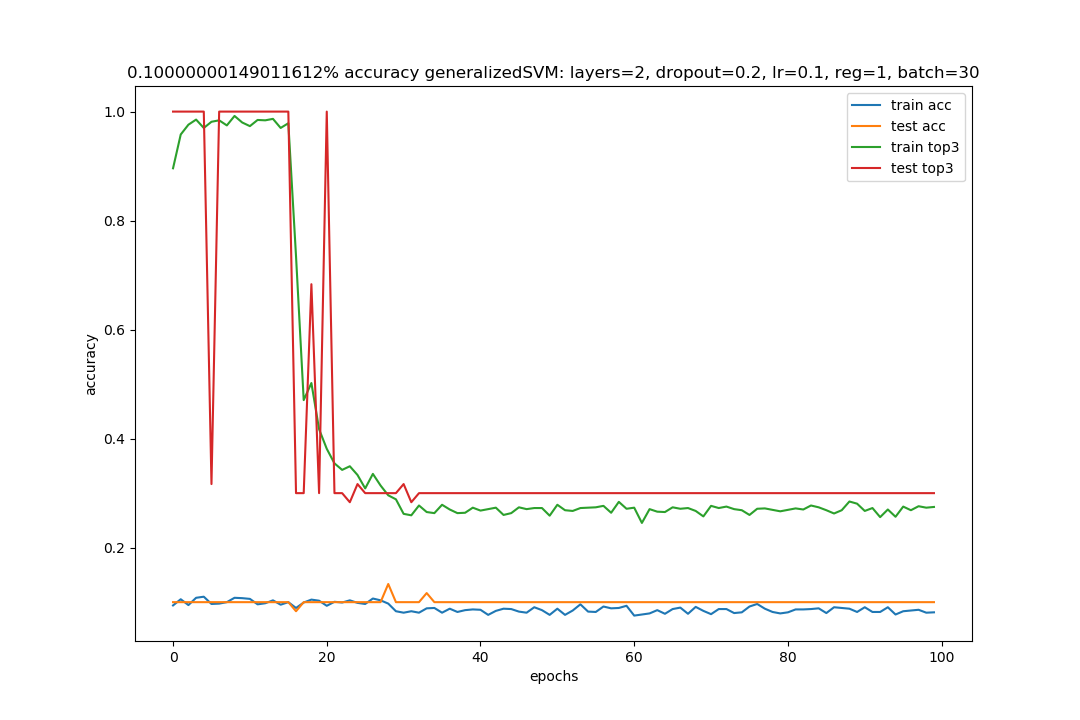 0.10000000149011612% accuracy generalizedSVM: layers=2, dropout=0.2, lr=0.1, reg=1, batch=30
train acc
test acc
train top3
test top3
accuracy
1.0
0.8
0.6
0.4
0.2
0 20 40 60 80 100
epochs